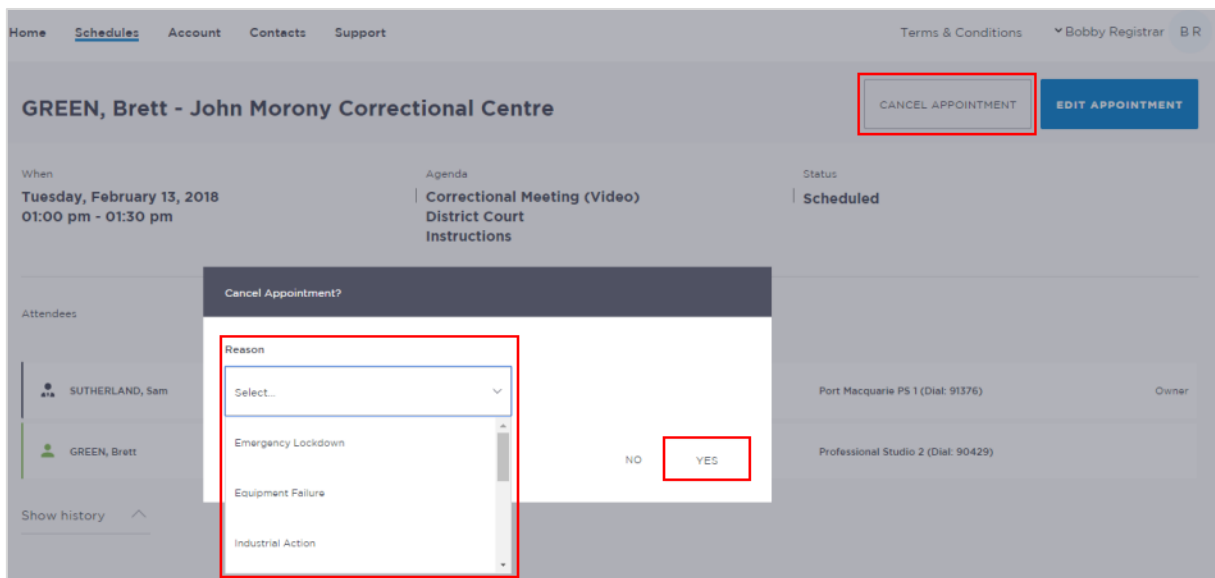 Home Schedules Account Contacts Support Terms & Conditions Bobby Registrar B R
GREEN, Brett - John Morony Correctional Centre CANCEL APPOINTMENT EDIT APPOINTMENT
When Agenda Status
Tuesday, February 13, 2018 Correctional Meeting (Video) Scheduled
01:00 pm - 01:30 pm District Court
Instructions
Cancel Appointment?
Attendees
Reason
SUTHERLAND, Sam Select... Port Macquarie PS 1 (Dial: 91376) Owner
Emergency Lockdown
GREEN, Brett NO YES Professional Studio 2 (Dial: 90429)
Equipment Failure
Show history
Industrial Action